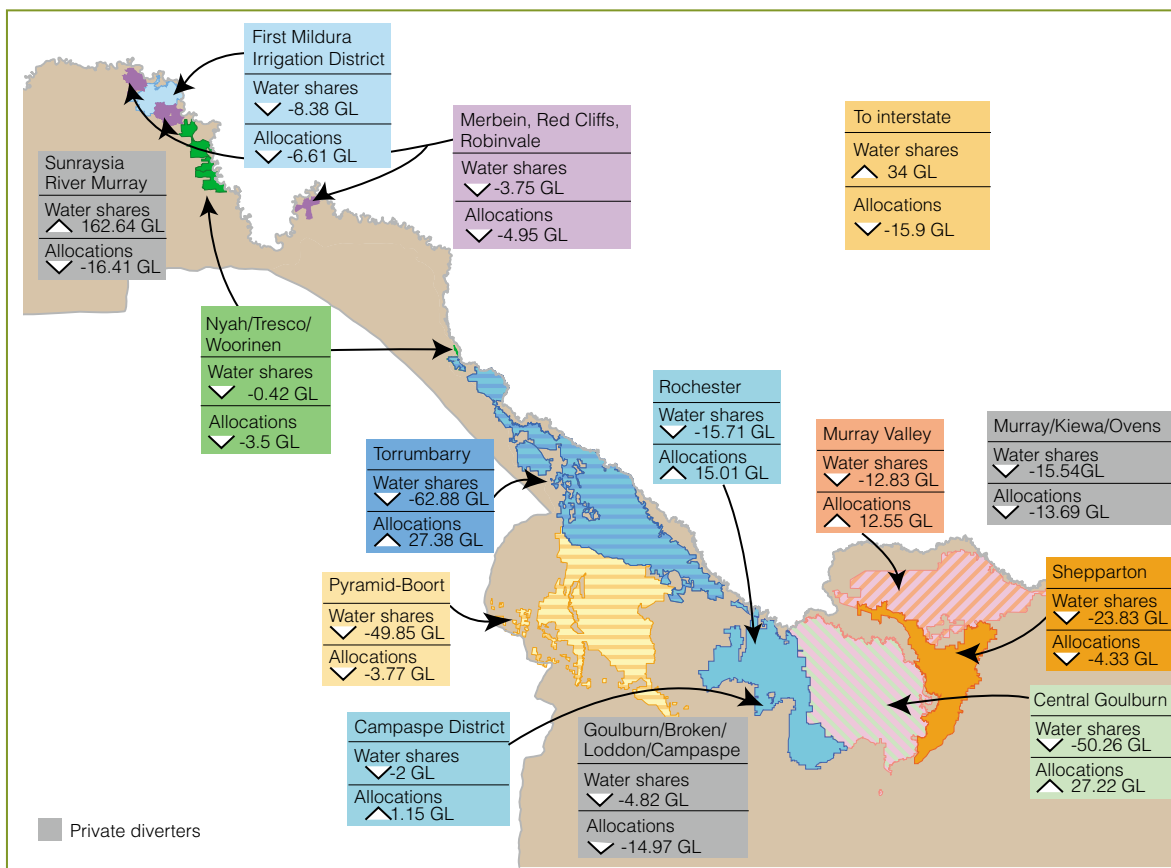 First Mildura
Irrigation District
Water shares
-8.38 GL
Allocations
-6.61 GL
Merbein, Red Cliffs,
Robinvale
Water shares
-3.75 GL
Allocations
-4.95 GL
To interstate
Water shares
34 GL
Allocations
-15.9 GL
Sunraysia
River Murray
Water shares
162.64 GL
Allocations
-16.41 GL
Nyah/Tresco/
Woorinen
Water shares
-0.42 GL
Allocations
-3.5 GL
Torrumbarry
Water shares
-62.88 GL
Allocations
27.38 GL
Rochester
Water shares
-15.71 GL
Allocations
15.01 GL
Murray Valley
Water shares
-12.83 GL
Allocations
12.55 GL
Murray/Kiewa/Ovens
Water shares
-15.54GL
Allocations
-13.69 GL
Pyramid-Boort
Water shares
-49.85 GL
Allocations
-3.77 GL
Shepparton
Water shares
-23.83 GL
Allocations
-4.33 GL
Campaspe District
Water shares
-2 GL
Allocations
1.15 GL
Goulburn/Broken/
Loddon/Campaspe
Water shares
-4.82 GL
Allocations
-14.97 GL
Central Goulburn
Water shares
-50.26 GL
Allocations
27.22 GL
Private diverters